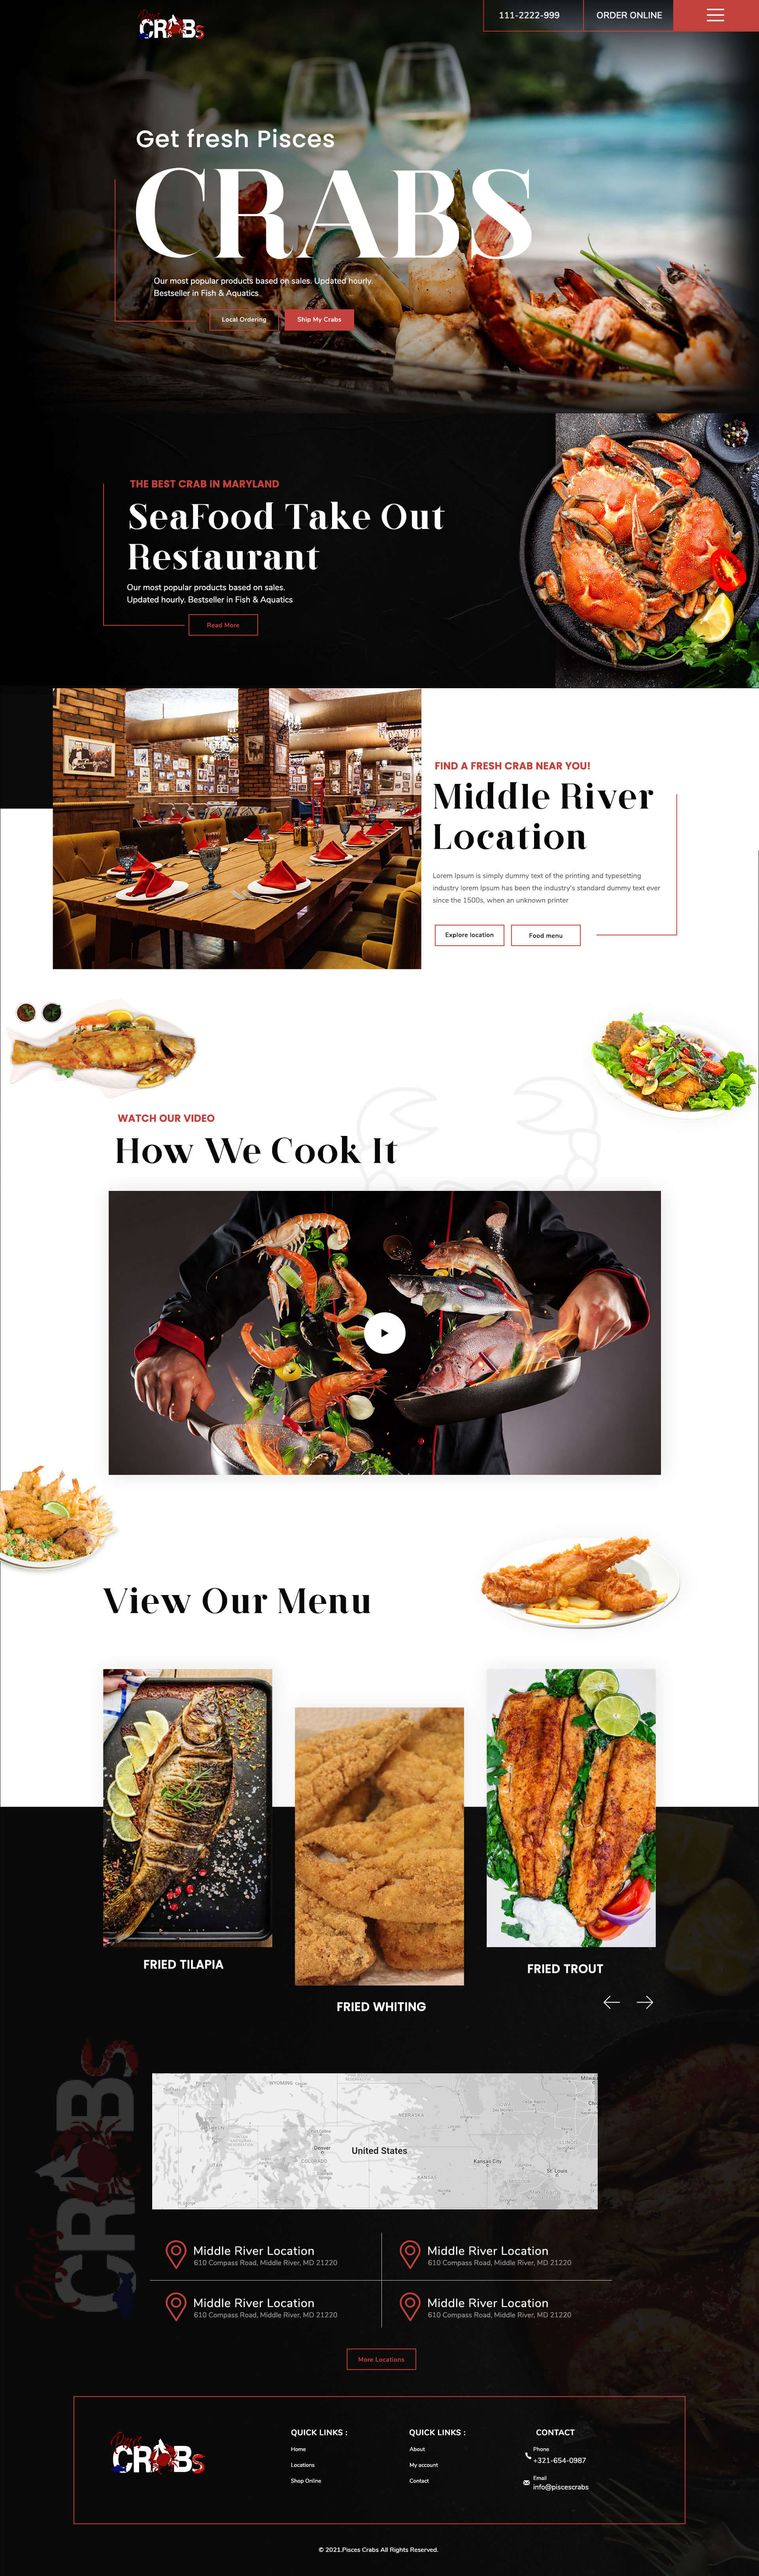 CRABS
111-2222-999
ORDER ONLINE
Get fresh Pisces
CRABS
Our most popular products based on sales. Updated hourly.
Bestseller in Fish & Aquatics
Local Ordering
Ship My Crabs
THE BEST CRAB IN MARYLAND
SeaFood Take Out
Restaurant
Our most popular products based on sales.
Updated hourly. Bestseller in Fish & Aquatics
Read More
FIND A FRESH CRAB NEAR YOU!
Middle River
Location
Lorem Ipsum is simply dummy text of the printing and typesetting
industry lorem Ipsum has been the industry's standard dummy text ever
since the 1500s, when an unknown printer
Explore location
Food menu
WATCH OUR VIDEO
How We Cook It
View Our Menu
FRIED TILAPIA
FRIED WHITING
FRIED TROUT
CRABS
WYOMING
NEBRASKA
Denver
United States
COLORADO
UTAH
KANSAS
Kansas City
St. Louis
Middle River Location
610 Compass Road, Middle River, MD 21220
Middle River Location
610 Compass Road, Middle River, MD 21220
Middle River Location
610 Compass Road, Middle River, MD 21220
Middle River Location
610 Compass Road, Middle River, MD 21220
More Locations
CRABS
QUICK LINKS :
Home
Locations
Shop Online
QUICK LINKS :
About
My account
Contact
CONTACT
Phone
+321-654-0987
Email
info@piscescrabs
© 2021.Pisces Crabs All Rights Reserved.